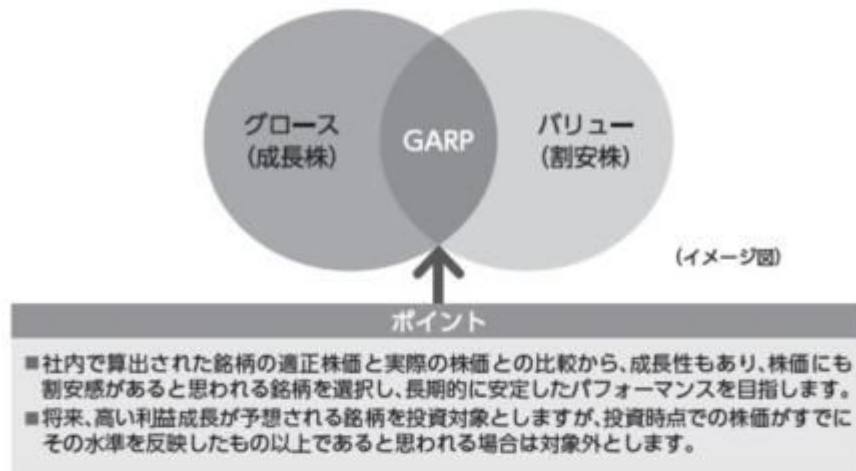 グロース
(成長株)
GARP
バリュー
(割安株)
(イメージ図)
ポイント
■社内で算出された銘柄の適正株価と実際の株価との比較から、成長性もあり、株価にも
割安感があると思われる銘柄を選択し、長期的に安定したパフォーマンスを目指します。
■将来、高い利益成長が予想される銘柄を投資対象としますが、投資時点での株価がすでに
その水準を反映したもの以上であると思われる場合は対象外とします。